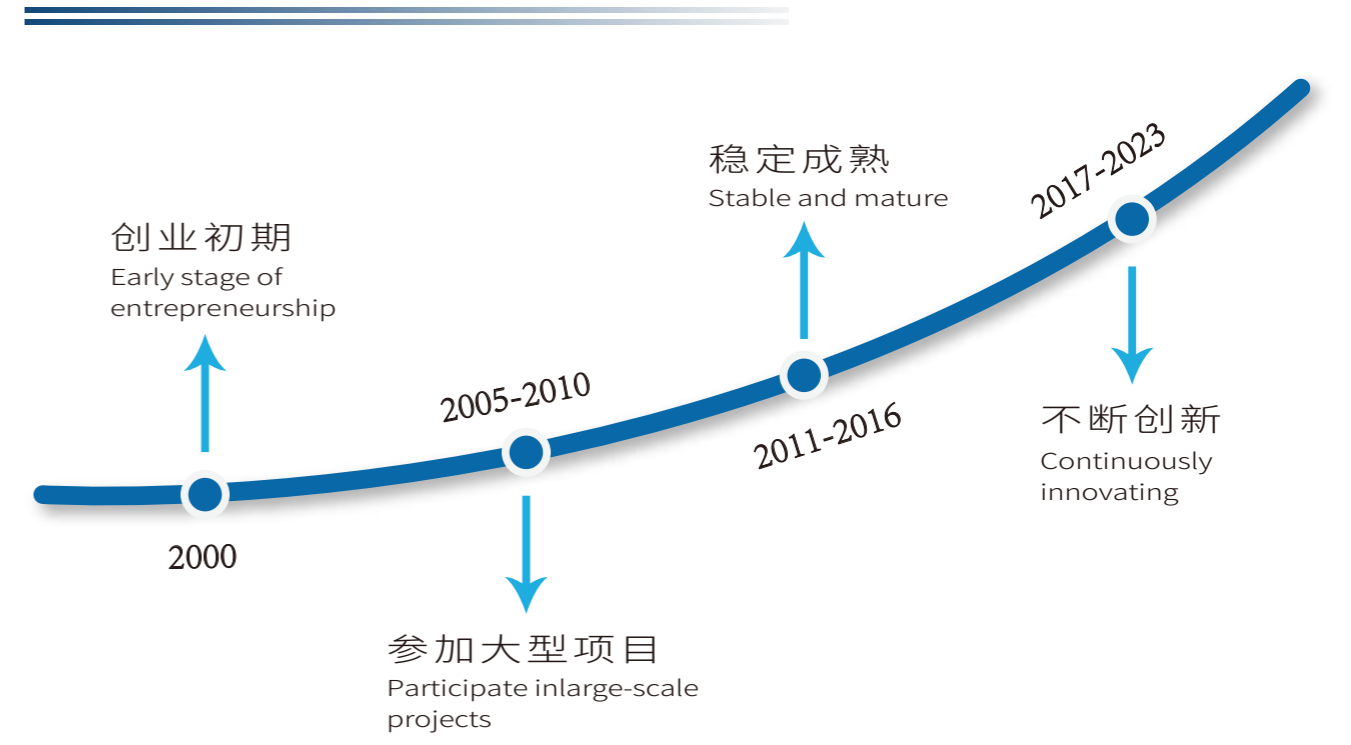 创业初期
Early stage of
entrepreneurship
2000
2005-2010
参加大型项目
Participate inlarge-scale
projects
稳定成熟
Stable and mature
2011-2016
2017-2023
不断创新
Continuously
innovating